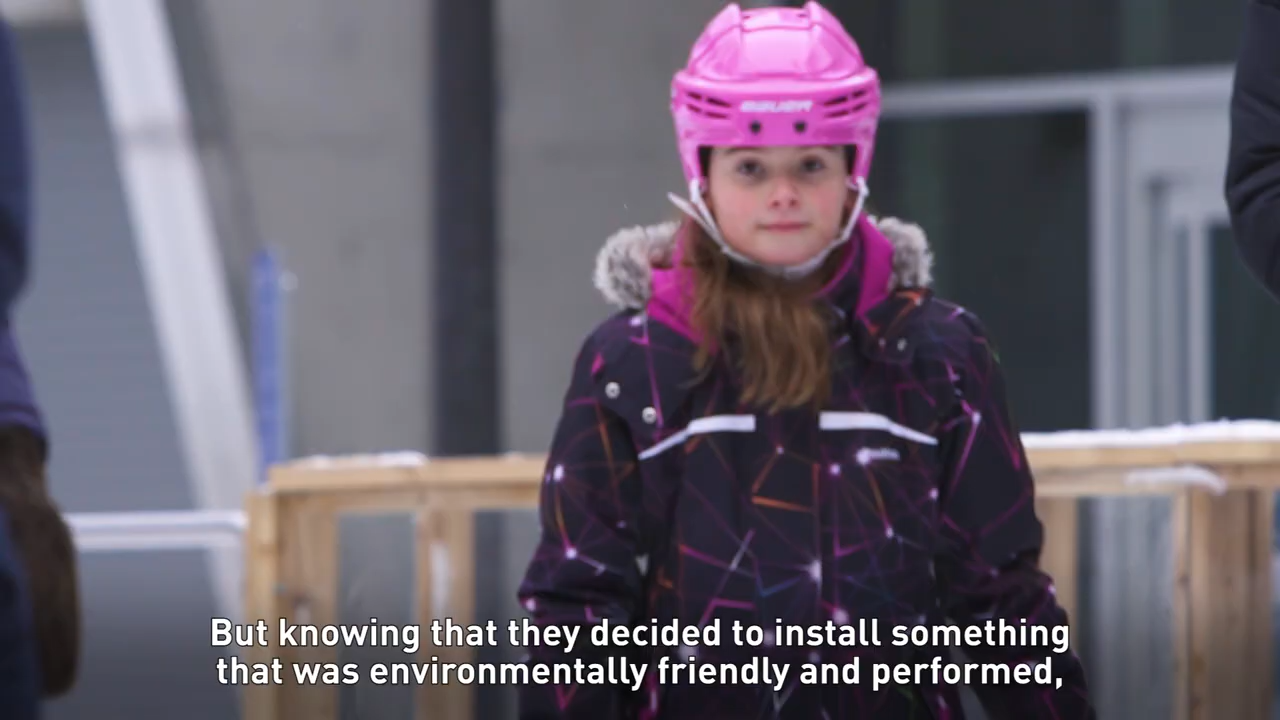 BAUER
But knowing that they decided to install something
that was environmentally friendly and performed,